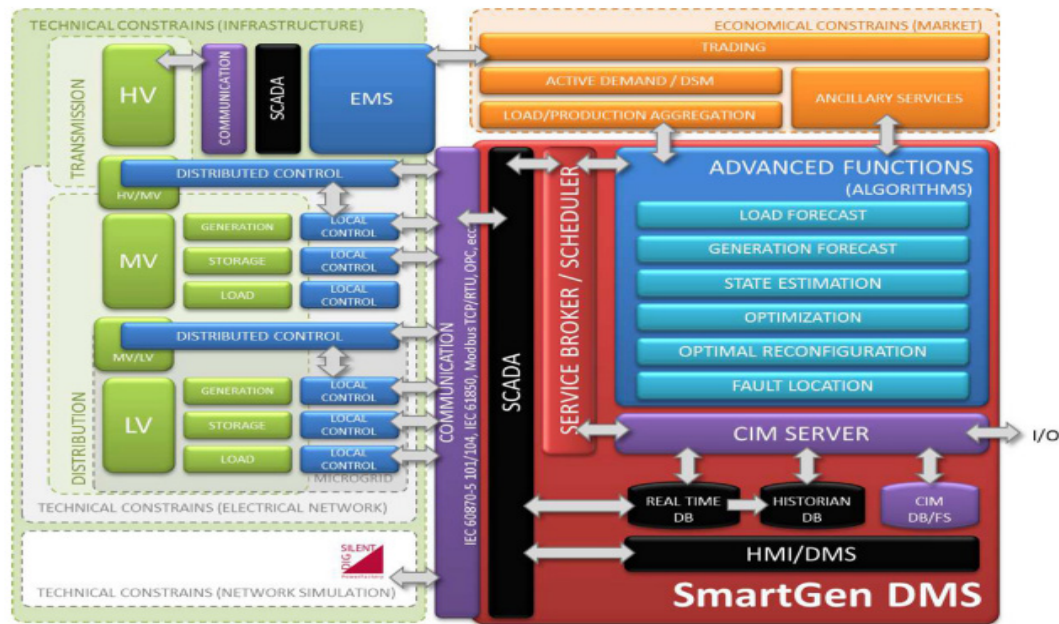 TECHNICAL CONSTRAINS (INFRASTRUCTURE)
TRANSMISSION
HV
COMMUNICATION
SCADA
EMS
ECONOMICAL CONSTRAINS (MARKET)
TRADING
ACTIVE DEMAND / DSM
LOAD/PRODUCTION AGGREGATION
ANCILLARY SERVICES
HV/MV
DISTRIBUTED CONTROL
DISTRIBUTION
MV
GENERATION
LOCAL
CONTROL
STORAGE
LOCAL
CONTROL
LOAD
LOCAL
CONTROL
MV/LV
DISTRIBUTED CONTROL
LV
GENERATION
LOCAL
CONTROL
STORAGE
LOCAL
CONTROL
LOAD
LOCAL
CONTROL
MICROGRID
TECHNICAL CONSTRAINS (ELECTRICAL NETWORK)
DIG
SILENT
PowerFactory
TECHNICAL CONSTRAINS (NETWORK SIMULATION)
COMMUNICATION
IEC 60870-5 101/104, IEC 61850, Modbus TCP/RTU, OPC, ecc.
SCADA
SERVICE BROKER / SCHEDULER
ADVANCED FUNCTIONS
(ALGORITHMS)
LOAD FORECAST
GENERATION FORECAST
STATE ESTIMATION
OPTIMIZATION
OPTIMAL RECONFIGURATION
FAULT LOCATION
CIM SERVER
I/O
REAL TIME
DB
HISTORIAN
DB
CIM
DB/FS
HMI/DMS
SmartGen DMS